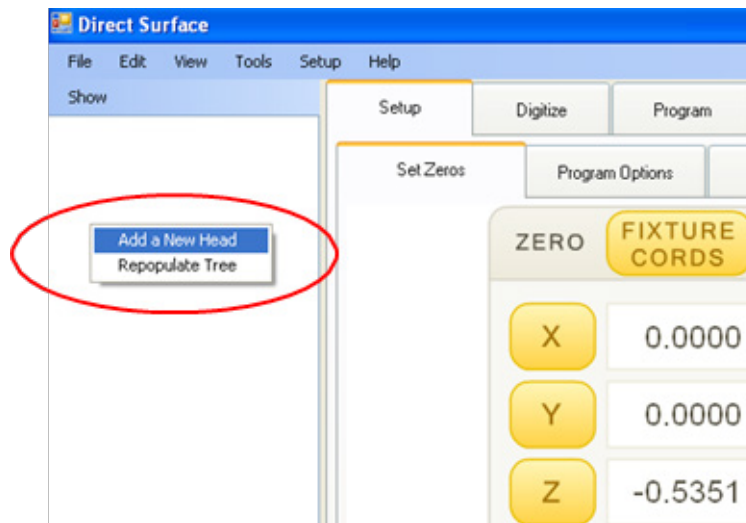 Direct Surface
File Edit View Tools Setup Help
Show
Setup Digitize Program
Set Zeros Program Options
Add a New Head
Repopulate Tree
ZERO FIXTURE CORDS
X 0.0000
Y 0.0000
Z -0.5351